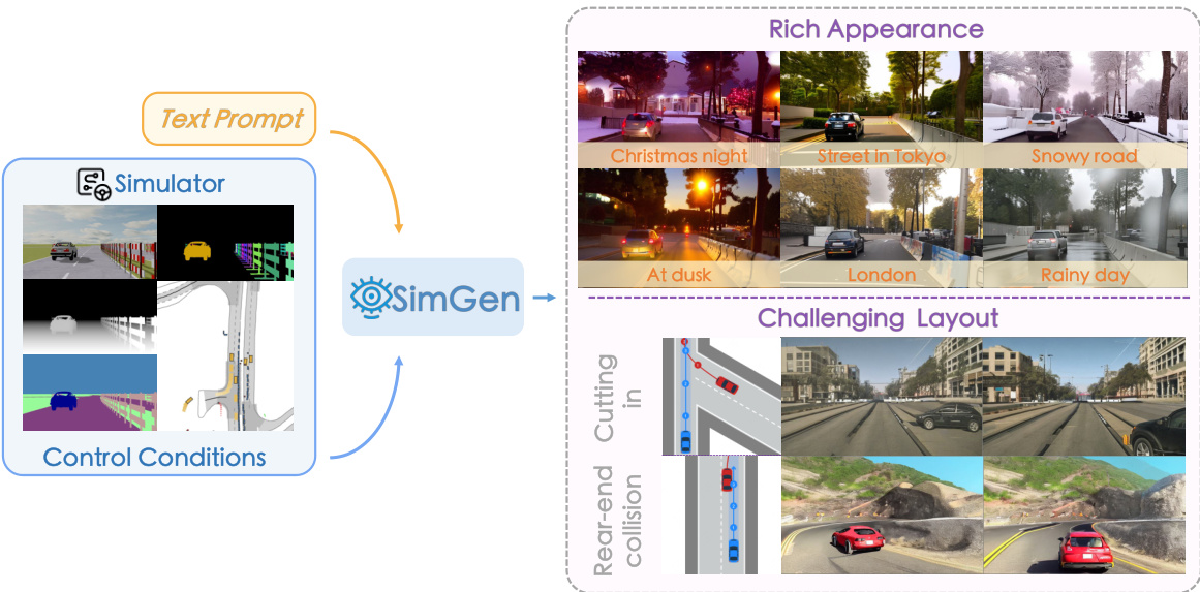 Text Prompt
Simulator
Control Conditions
SimGen
Rich Appearance
Christmas night
Street in Tokyo
Snowy road
At dusk
London
Rainy day
Challenging Layout
Cutting
in
Rear-end
collision